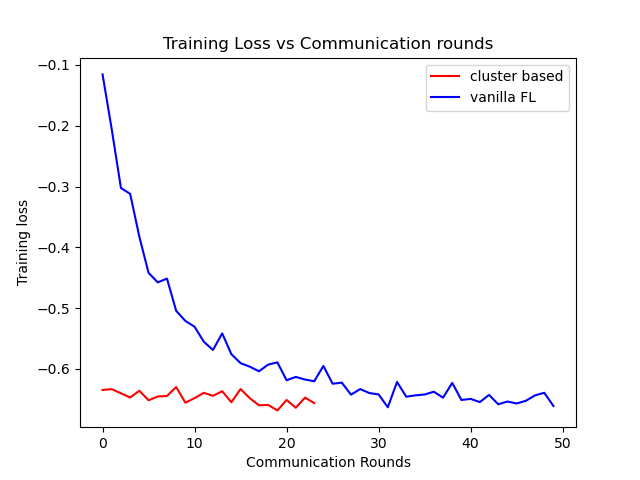 Training Loss vs Communication rounds
cluster based
vanilla FL
−0.1
−0.2
−0.3
−0.4
−0.5
−0.6
Training loss
0 10 20 30 40 50
Communication Rounds